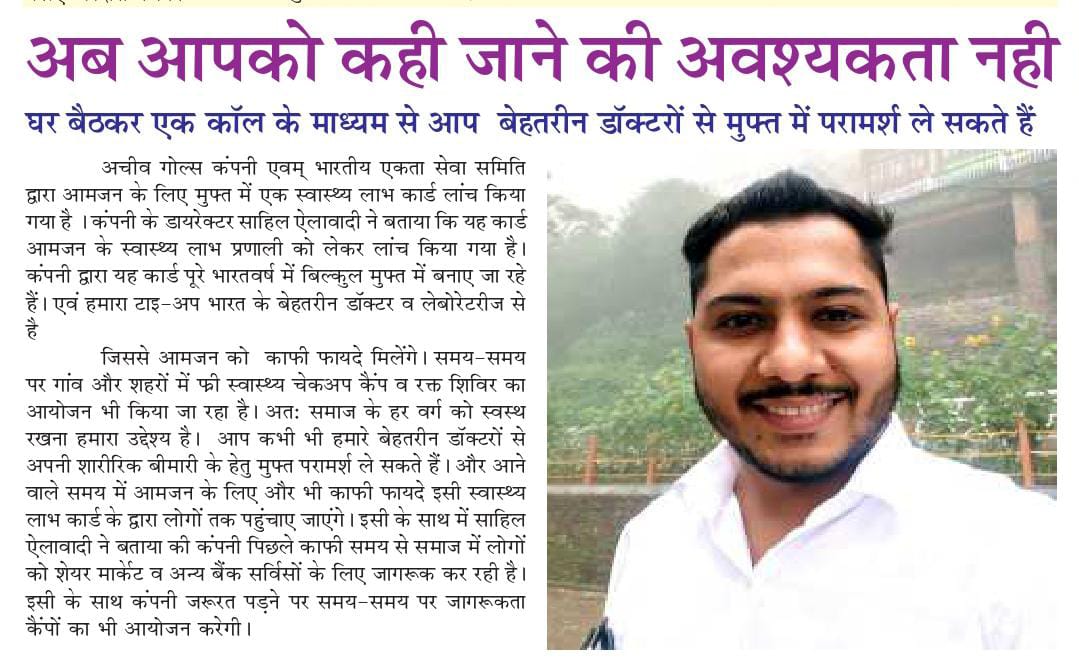 अब आपको कही जाने की अवश्यकता नही
घर बैठकर एक कॉल के माध्यम से आप बेहतरीन डॉक्टरों से मुफ्त में परामर्श ले सकते हैं
अचीव गोल्स कंपनी एवम् भारतीय एकता सेवा समिति
द्वारा आमजन के लिए मुफ्त में एक स्वास्थ्य लाभ कार्ड लांच किया
गया है । कंपनी के डायरेक्टर साहिल ऐलावादी ने बताया कि यह कार्ड
आमजन के स्वास्थ्य लाभ प्रणाली को लेकर लांच किया गया है।
कंपनी द्वारा यह कार्ड पूरे भारतवर्ष में बिल्कुल मुफ्त में बनाए जा रहे
हैं। एवं हमारा टाइ-अप भारत के बेहतरीन डॉक्टर व लेबोरेटरीज से
है
जिससे आमजन को काफी फायदे मिलेंगे। समय-समय
पर गांव और शहरों में फ्री स्वास्थ्य चेकअप कैंप व रक्त शिविर का
आयोजन भी किया जा रहा है। अतः समाज के हर वर्ग को स्वस्थ
रखना हमारा उद्देश्य है। आप कभी भी हमारे बेहतरीन डॉक्टरों से
अपनी शारीरिक बीमारी के हेतु मुफ्त परामर्श ले सकते हैं। और आने
वाले समय में आमजन के लिए और भी काफी फायदे इसी स्वास्थ्य
लाभ कार्ड के द्वारा लोगों तक पहुंचाए जाएंगे। इसी के साथ में साहिल
ऐलावादी ने बताया की कंपनी पिछले काफी समय से समाज में लोगों
को शेयर मार्केट व अन्य बैंक सर्विसों के लिए जागरूक कर रही है।
इसी के साथ कंपनी जरूरत पड़ने पर समय-समय पर जागरूकता
कैंपों का भी आयोजन करेगी।